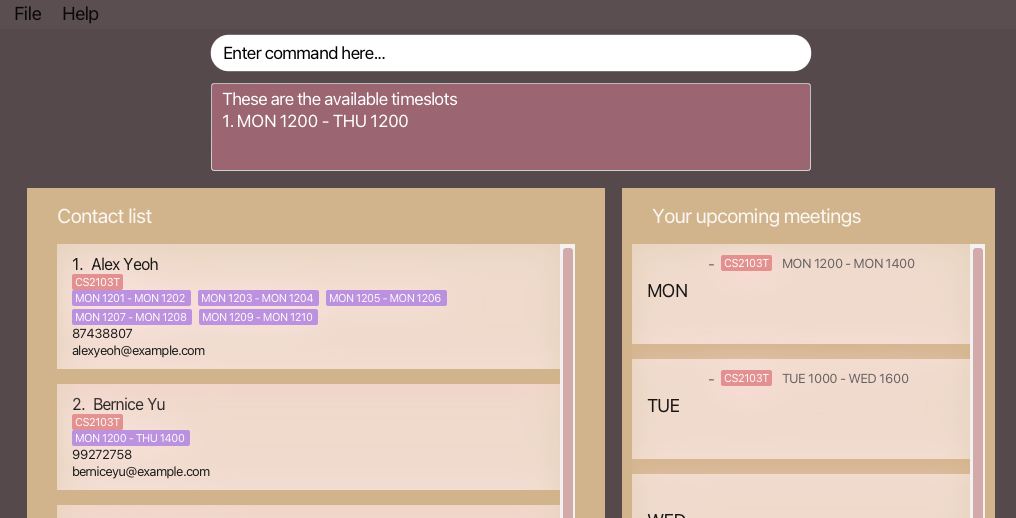 File Help
Enter command here...
These are the available timeslots
1. MON 1200 - THU 1200
Contact list
1. Alex Yeoh
CS2103T
MON 1201 - MON 1202 MON 1203 - MON 1204 MON 1205 - MON 1206
MON 1207 - MON 1208 MON 1209 - MON 1210
87438807
alexyeoh@example.com
2. Bernice Yu
CS2103T
MON 1200 - THU 1400
99272758
berniceyu@example.com
Your upcoming meetings
- CS2103T MON 1200 - MON 1400
MON
- CS2103T TUE 1000 - WED 1600
TUE
WED